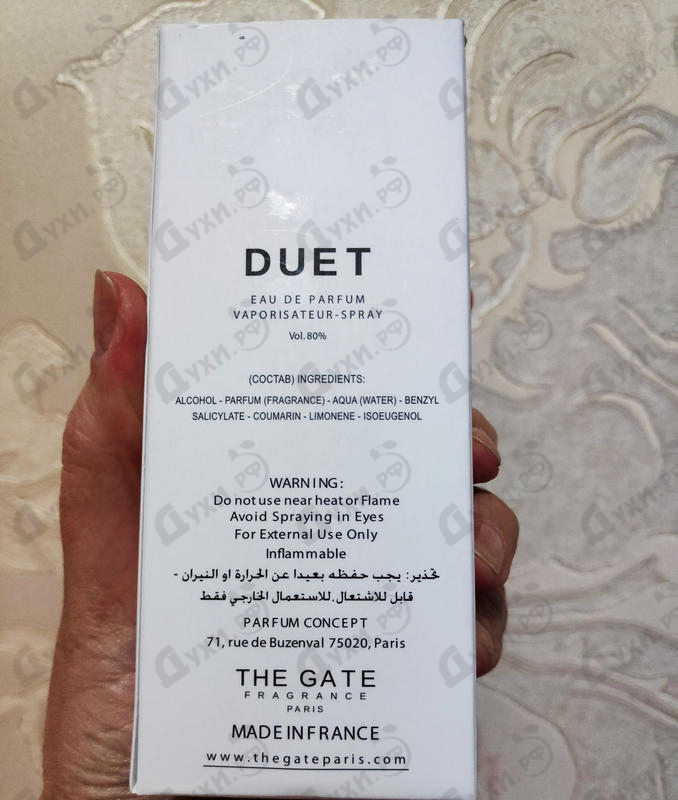 DUET
EAU DE PARFUM
VAPORISATEUR-SPRAY
Vol.80%
(COCTAB) INGREDIENTS:
ALCOHOL - PARFUM (FRAGRANCE) - AQUA (WATER) - BENZYL
SALICYLATE - COUMARIN - LIMONENE - ISOEUGENOL
WARNING:
Do not use near heat or Flame
Avoid Spraying in Eyes
For External Use Only
Inflammable
تحذير: يجب حفظه بعيدا عن الحرارة او النيران -
قابل للاشتعال.للاستعمال الخارجي فقط
PARFUM CONCEPT
71, rue de Buzenval 75020, Paris
THE GATE
FRAGRANCE
PARIS
MADE IN FRANCE
www.thegateparis.com
Духи.рф